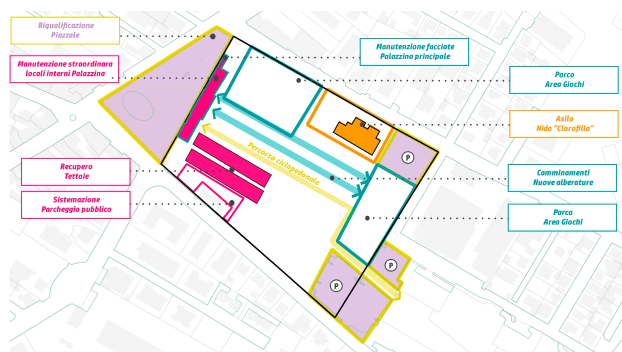 Riqualificazione
Piazzale
Manutenzione straordinara
locali interni Palazzina
Manutenzione facciate
Palazzina principale
Parco
Area Giochi
Asilo
Nido "Clorofilla"
Percorso ciclopedonale
P
Recupero
Tettoie
Camminamenti
Nuove alberature
Sistemazione
Parcheggio pubblico
Parco
Area Giochi
P
P